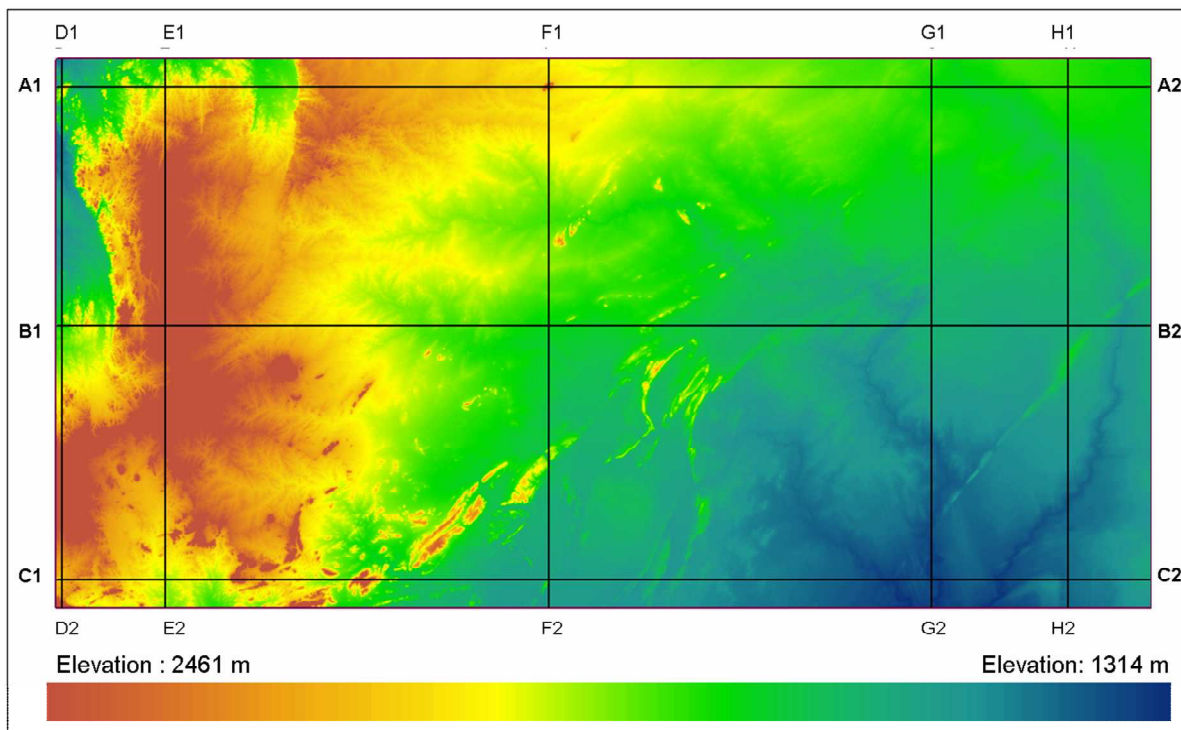 D1 E1 F1 G1 H1
A1 A2
B1 B2
C1 C2
D2 E2 F2 G2 H2
Elevation : 2461 m Elevation: 1314 m